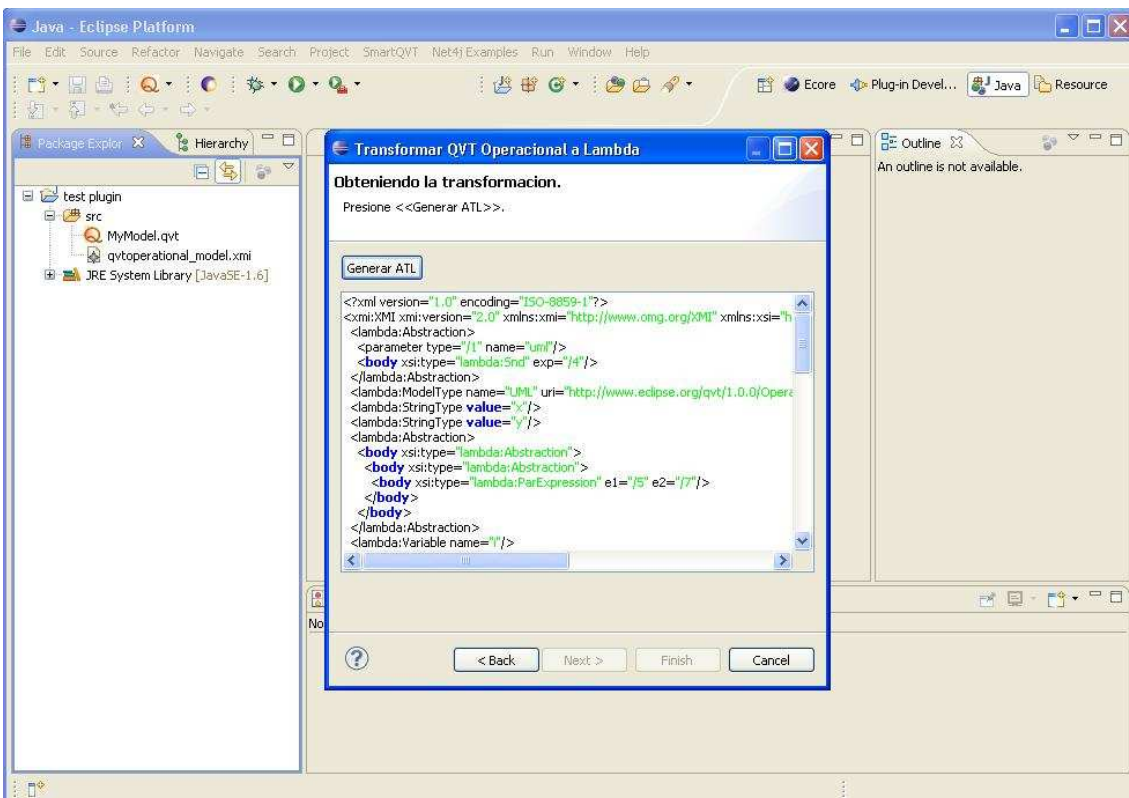 Java - Eclipse Platform
File Edit Source Refactor Navigate Search Project SmartQVT Net4j Examples Run Window Help
Ecore Plug-in Devel... Java Resource
Package Explor Hierarchy
test plugin
src
MyModel.qvt
qvtoperational_model.xmi
JRE System Library [JavaSE-1.6]
Transformar QVT Operacional a Lambda
Obteniendo la transformacion.
Presione <<Generar ATL>>.
Generar ATL
<?xml version="1.0" encoding="ISO-8859-1"?>
<xmi:XMI xmi:version="2.0" xmlns:xmi="http://www.omg.org/XMI" xmlns:xsi="h
<lambda:Abstraction>
<parameter type="/1" name="uml"/>
<body xsi:type="lambda:Snd" exp="/4"/>
</lambda:Abstraction>
<lambda:ModelType name="UML" uri="http://www.eclipse.org/qvt/1.0.0/Opera
<lambda:StringType value="x"/>
<lambda:StringType value="y"/>
<lambda:Abstraction>
<body xsi:type="lambda:Abstraction">
<body xsi:type="lambda:Abstraction">
<body xsi:type="lambda:ParExpression" e1="/5" e2="/7"/>
</body>
</body>
</lambda:Abstraction>
<lambda:Variable name="i"/>
< Back Next > Finish Cancel
Outline
An outline is not available.
No